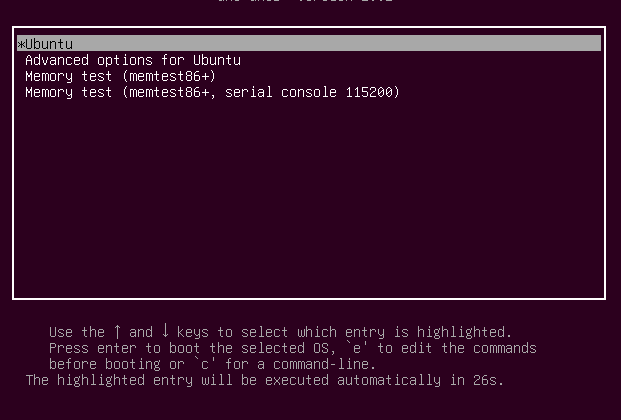 *Ubuntu
Advanced options for Ubuntu
Memory test (memtest86+)
Memory test (memtest86+, serial console 115200)
Use the ↑ and ↓ keys to select which entry is highlighted.
Press enter to boot the selected OS, `e' to edit the commands
before booting or `c' for a command-line.
The highlighted entry will be executed automatically in 26s.